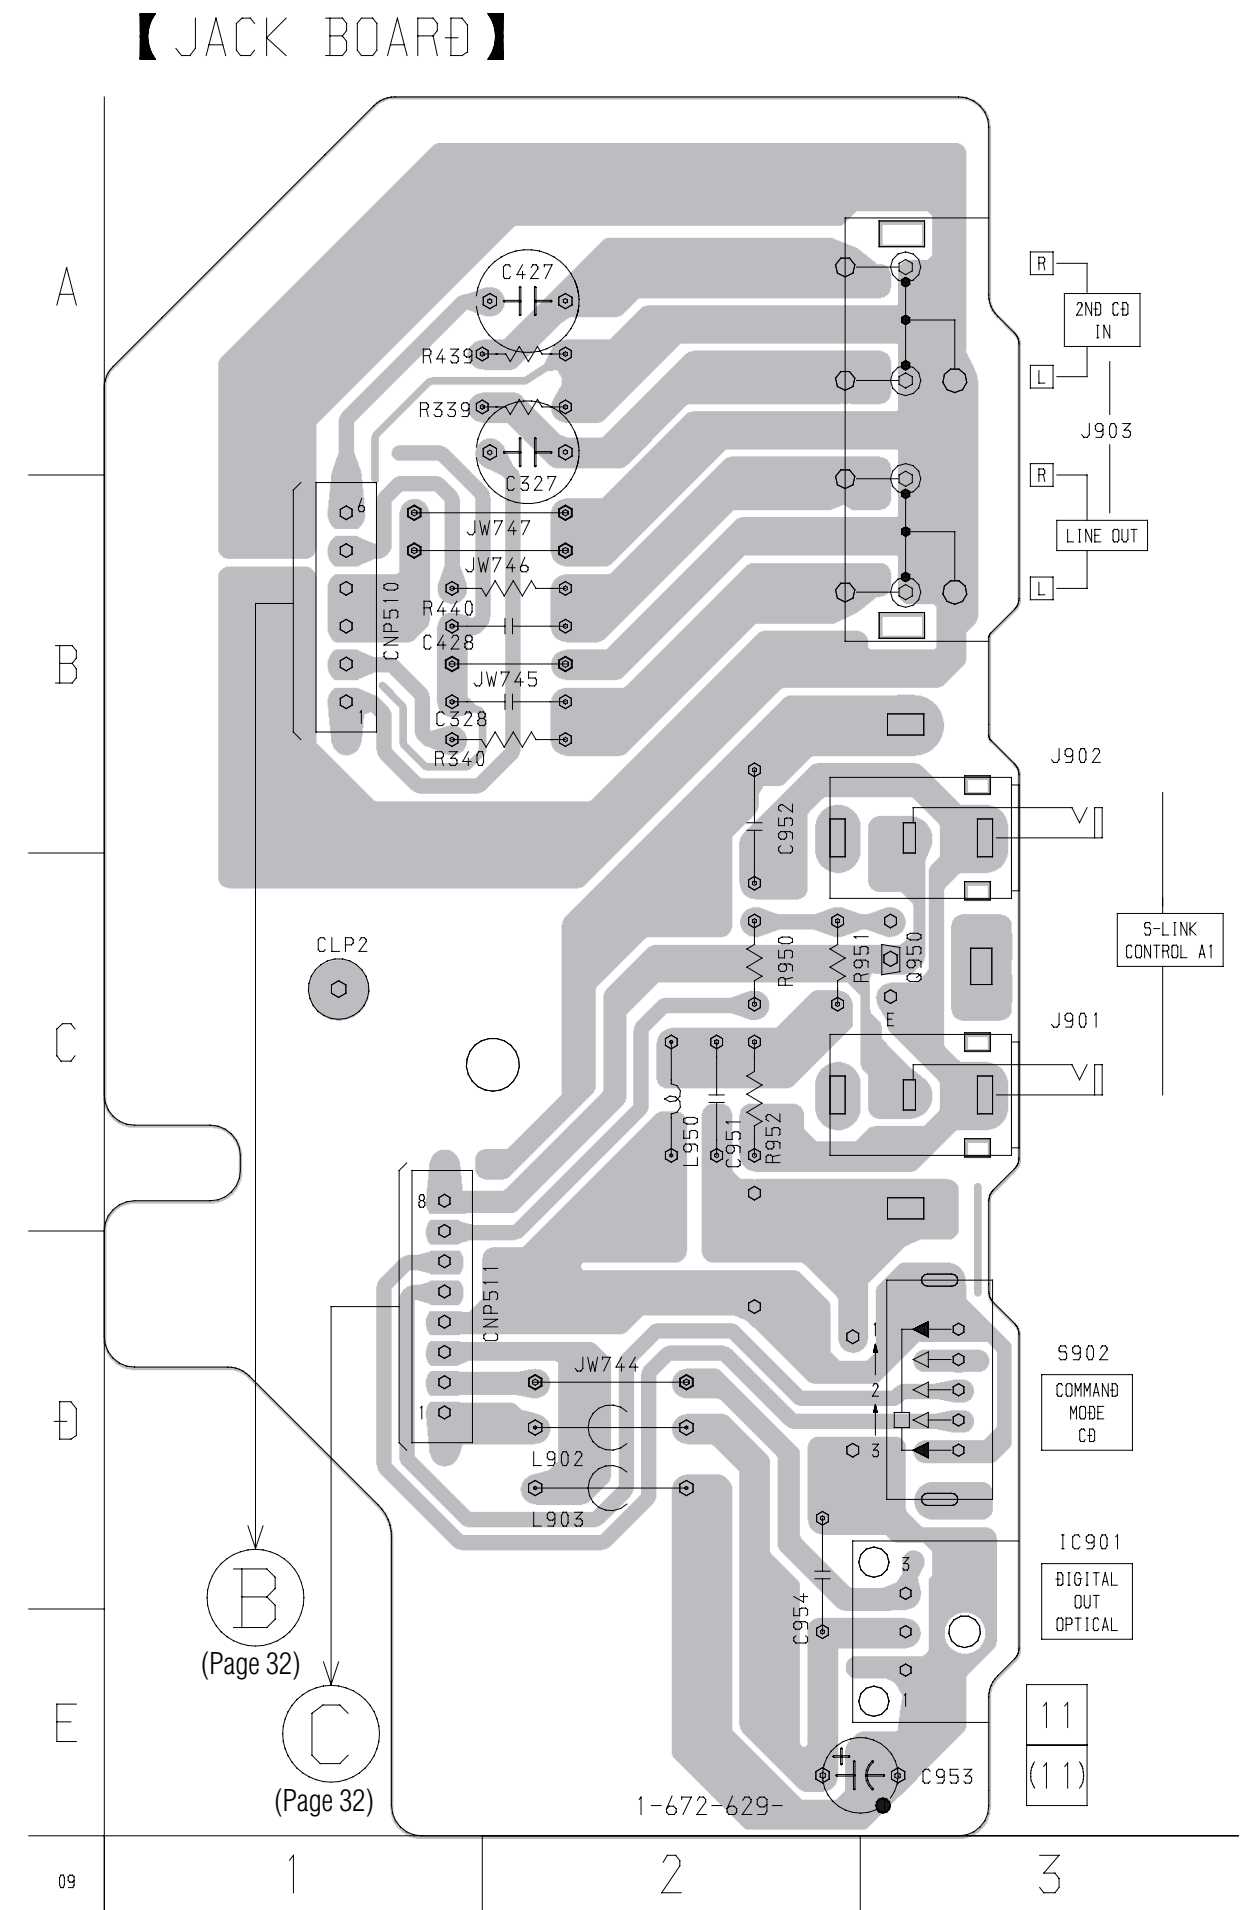 【 JACK BOARD 】
A
C427
R
2ND CD
IN
R439
L
R339
J903
C327
R
6
JW747
LINE OUT
JW746
CNP510
R440
L
C428
B
JW745
1
C328
R340
J902
C952
S-LINK
CONTROL A1
CLP2
R950
R951
Q950
E
C
J901
L950
C951
R952
8
CNP511
1
S902
JW744
2
COMMAND
MODE
CD
D
1
3
L902
L903
IC901
3
DIGITAL
OUT
OPTICAL
B
C954
(Page 32)
1
E
C
11
C953
(11)
(Page 32)
1-672-629-
09
1
2
3